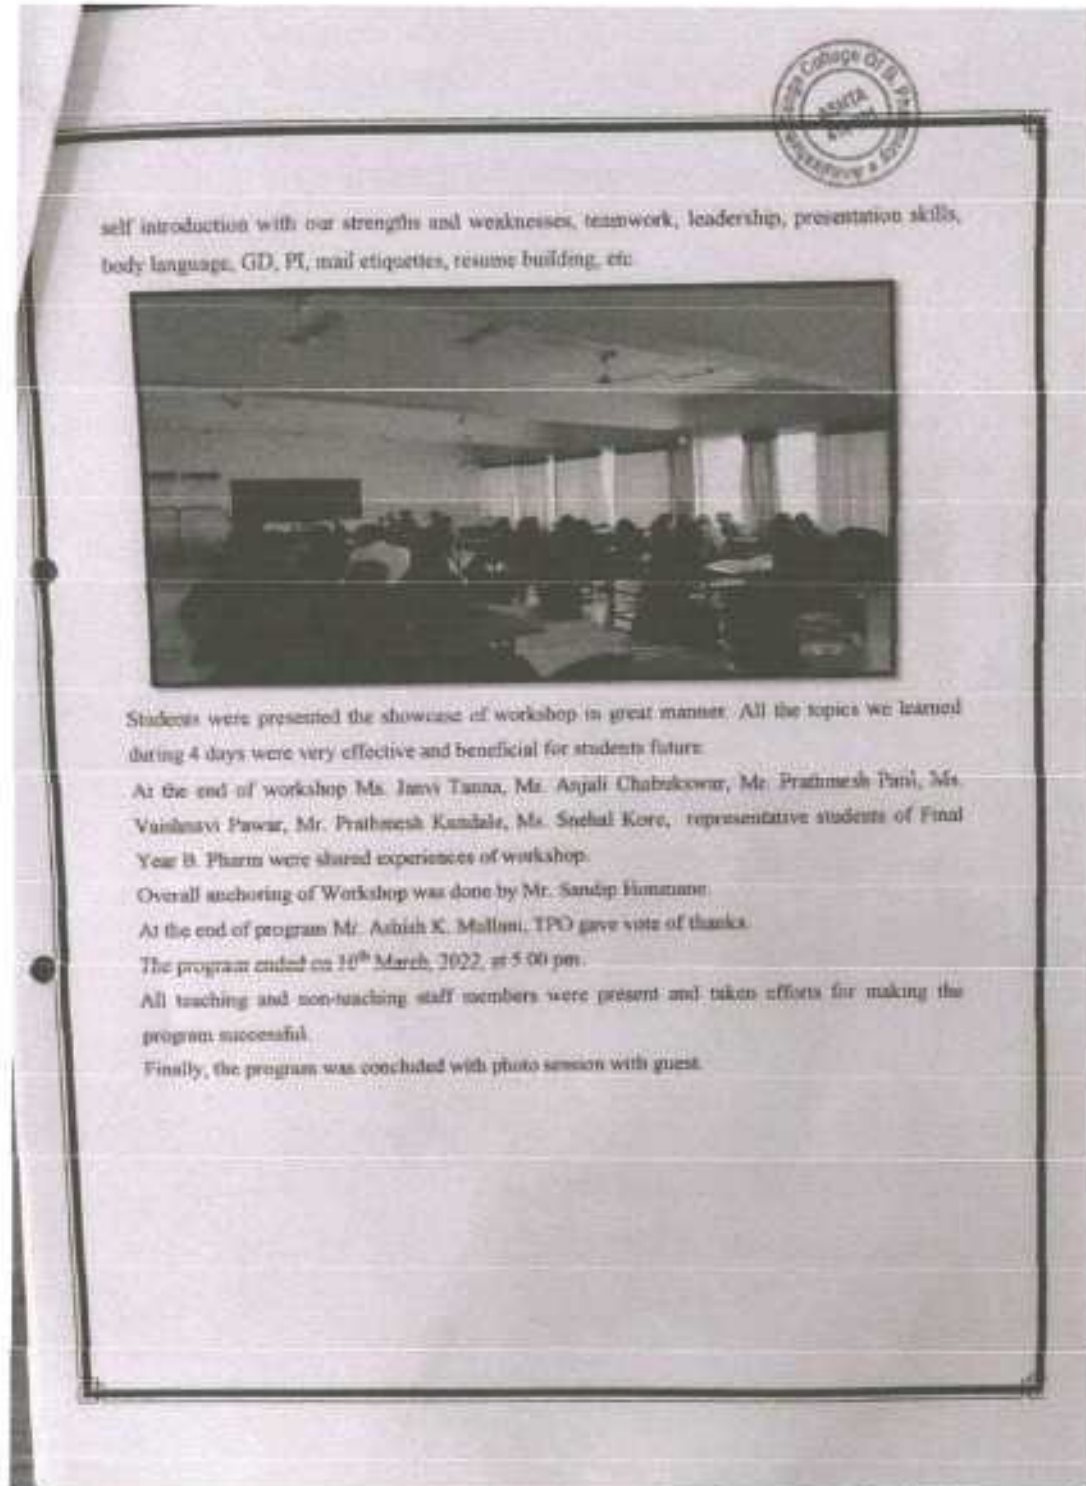 College Of B. Ph
ASHTA
self introduction with our strengths and weaknesses, teamwork, leadership, presentation skills,
body language, GD, PI, mail etiquettes, resume building, etc
Students were presented the showcase of workshop in great manner. All the topics we learned
during 4 days were very effective and beneficial for students future.
At the end of workshop Ms. Janvi Tanna, Ms. Anjali Chabukswar, Mr. Prathmesh Patil, Ms.
Vaishnavi Pawar, Mr. Prathmesh Kandale, Ms. Snehal Kore, representative students of Final
Year B. Pharm were shared experiences of workshop.
Overall anchoring of Workshop was done by Mr. Sandip
At the end of program Mr. Ashish K. Mullani, TPO gave vote of thanks.
The program ended on 10th March, 2022, at 5.00 pm.
All teaching and non-teaching staff members were present and taken efforts for making the
program successful.
Finally, the program was concluded with photo session with guest.